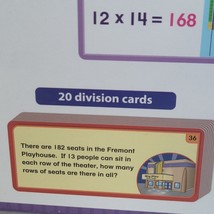 12 x 14 = 168
20 division cards
36
There are 182 seats in the Fremont
Playhouse. If 13 people can sit in
each row of the theater, how many
rows of seats are there in all?